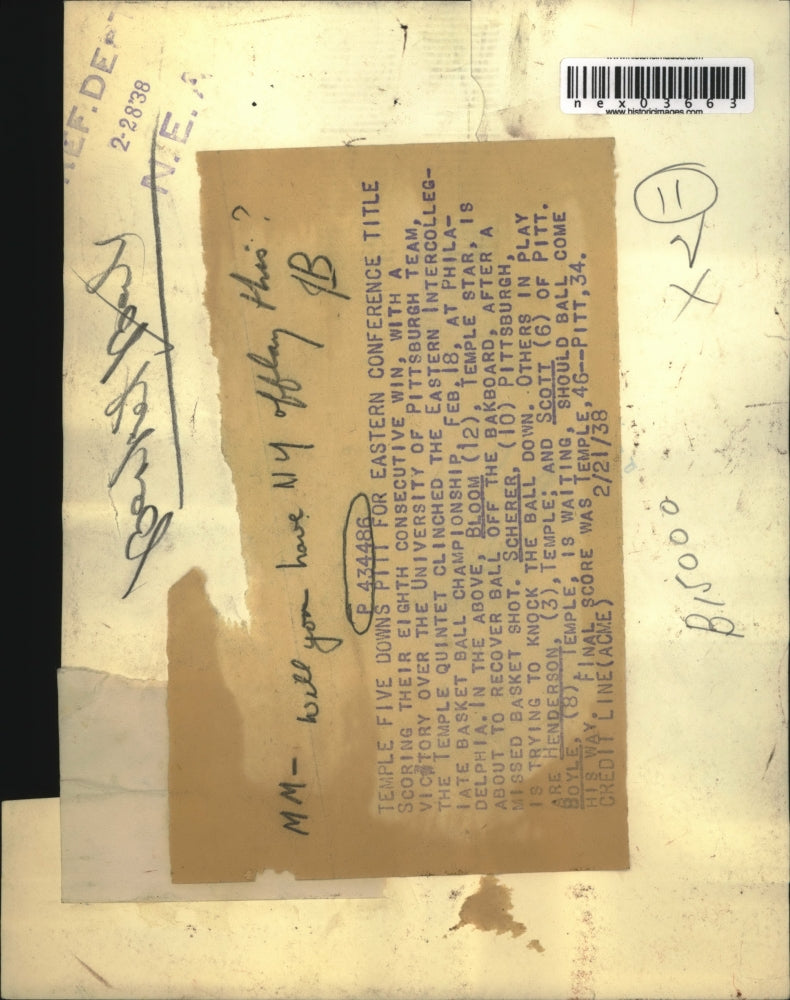 REF. DEPT
2-28'38
N.E.A
nex03663
www.historicimages.com
11
X2
MM- Will you have NY offlay this?
JB
P 434486
TEMPLE FIVE DOWNS PITT FOR EASTERN CONFERENCE TITLE
SCORING THEIR EIGHTH CONSECUTIVE WIN, WITH A
VICTORY OVER THE UNIVERSITY OF PITTSBURGH TEAM,
THE TEMPLE QUINTET CLINCHED THE EASTERN INTERCOLLEG-
IATE BASKET BALL CHAMPIONSHIP, FEB. 18, AT PHILA-
DELPHIA. IN THE ABOVE, BLOOM (12), TEMPLE STAR, IS
ABOUT TO RECOVER BALL OFF THE BAKBOARD, AFTER A
MISSED BASKET SHOT. SCHERER, (10) PITTSBURGH,
IS TRYING TO KNOCK THE BALL DOWN. OTHERS IN PLAY
ARE HENDERSON, (3), TEMPLE; AND SCOTT (6) OF PITT.
BOYLE, (8), TEMPLE, IS WAITING, SHOULD BALL COME
HIS WAY. FINAL SCORE WAS TEMPLE, 46--PITT, 34.
CREDIT LINE(ACME) 2/21/38
B15000